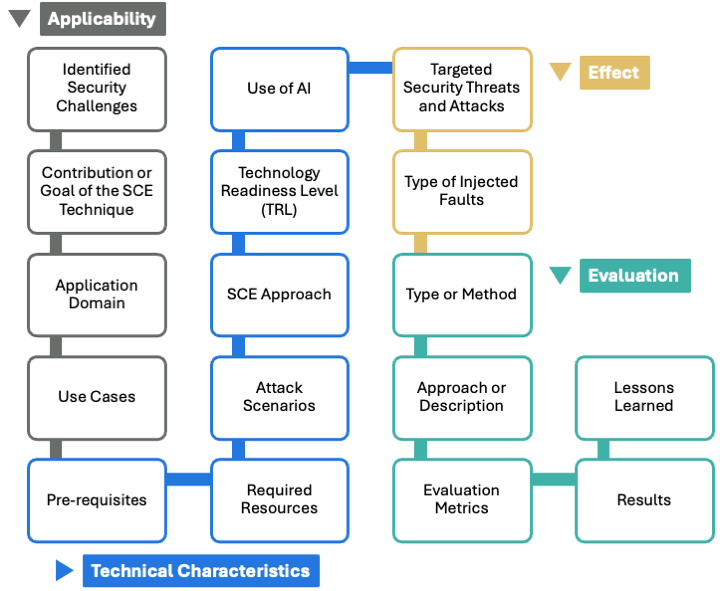 Applicability
Identified
Security
Challenges
Contribution or
Goal of the SCE
Technique
Application
Domain
Use Cases
Pre-requisites
Technical Characteristics
Required
Resources
Attack
Scenarios
SCE Approach
Technology
Readiness Level
(TRL)
Use of AI
Targeted
Security Threats
and Attacks
Effect
Type of Injected
Faults
Evaluation
Type or Method
Approach or
Description
Evaluation
Metrics
Results
Lessons
Learned